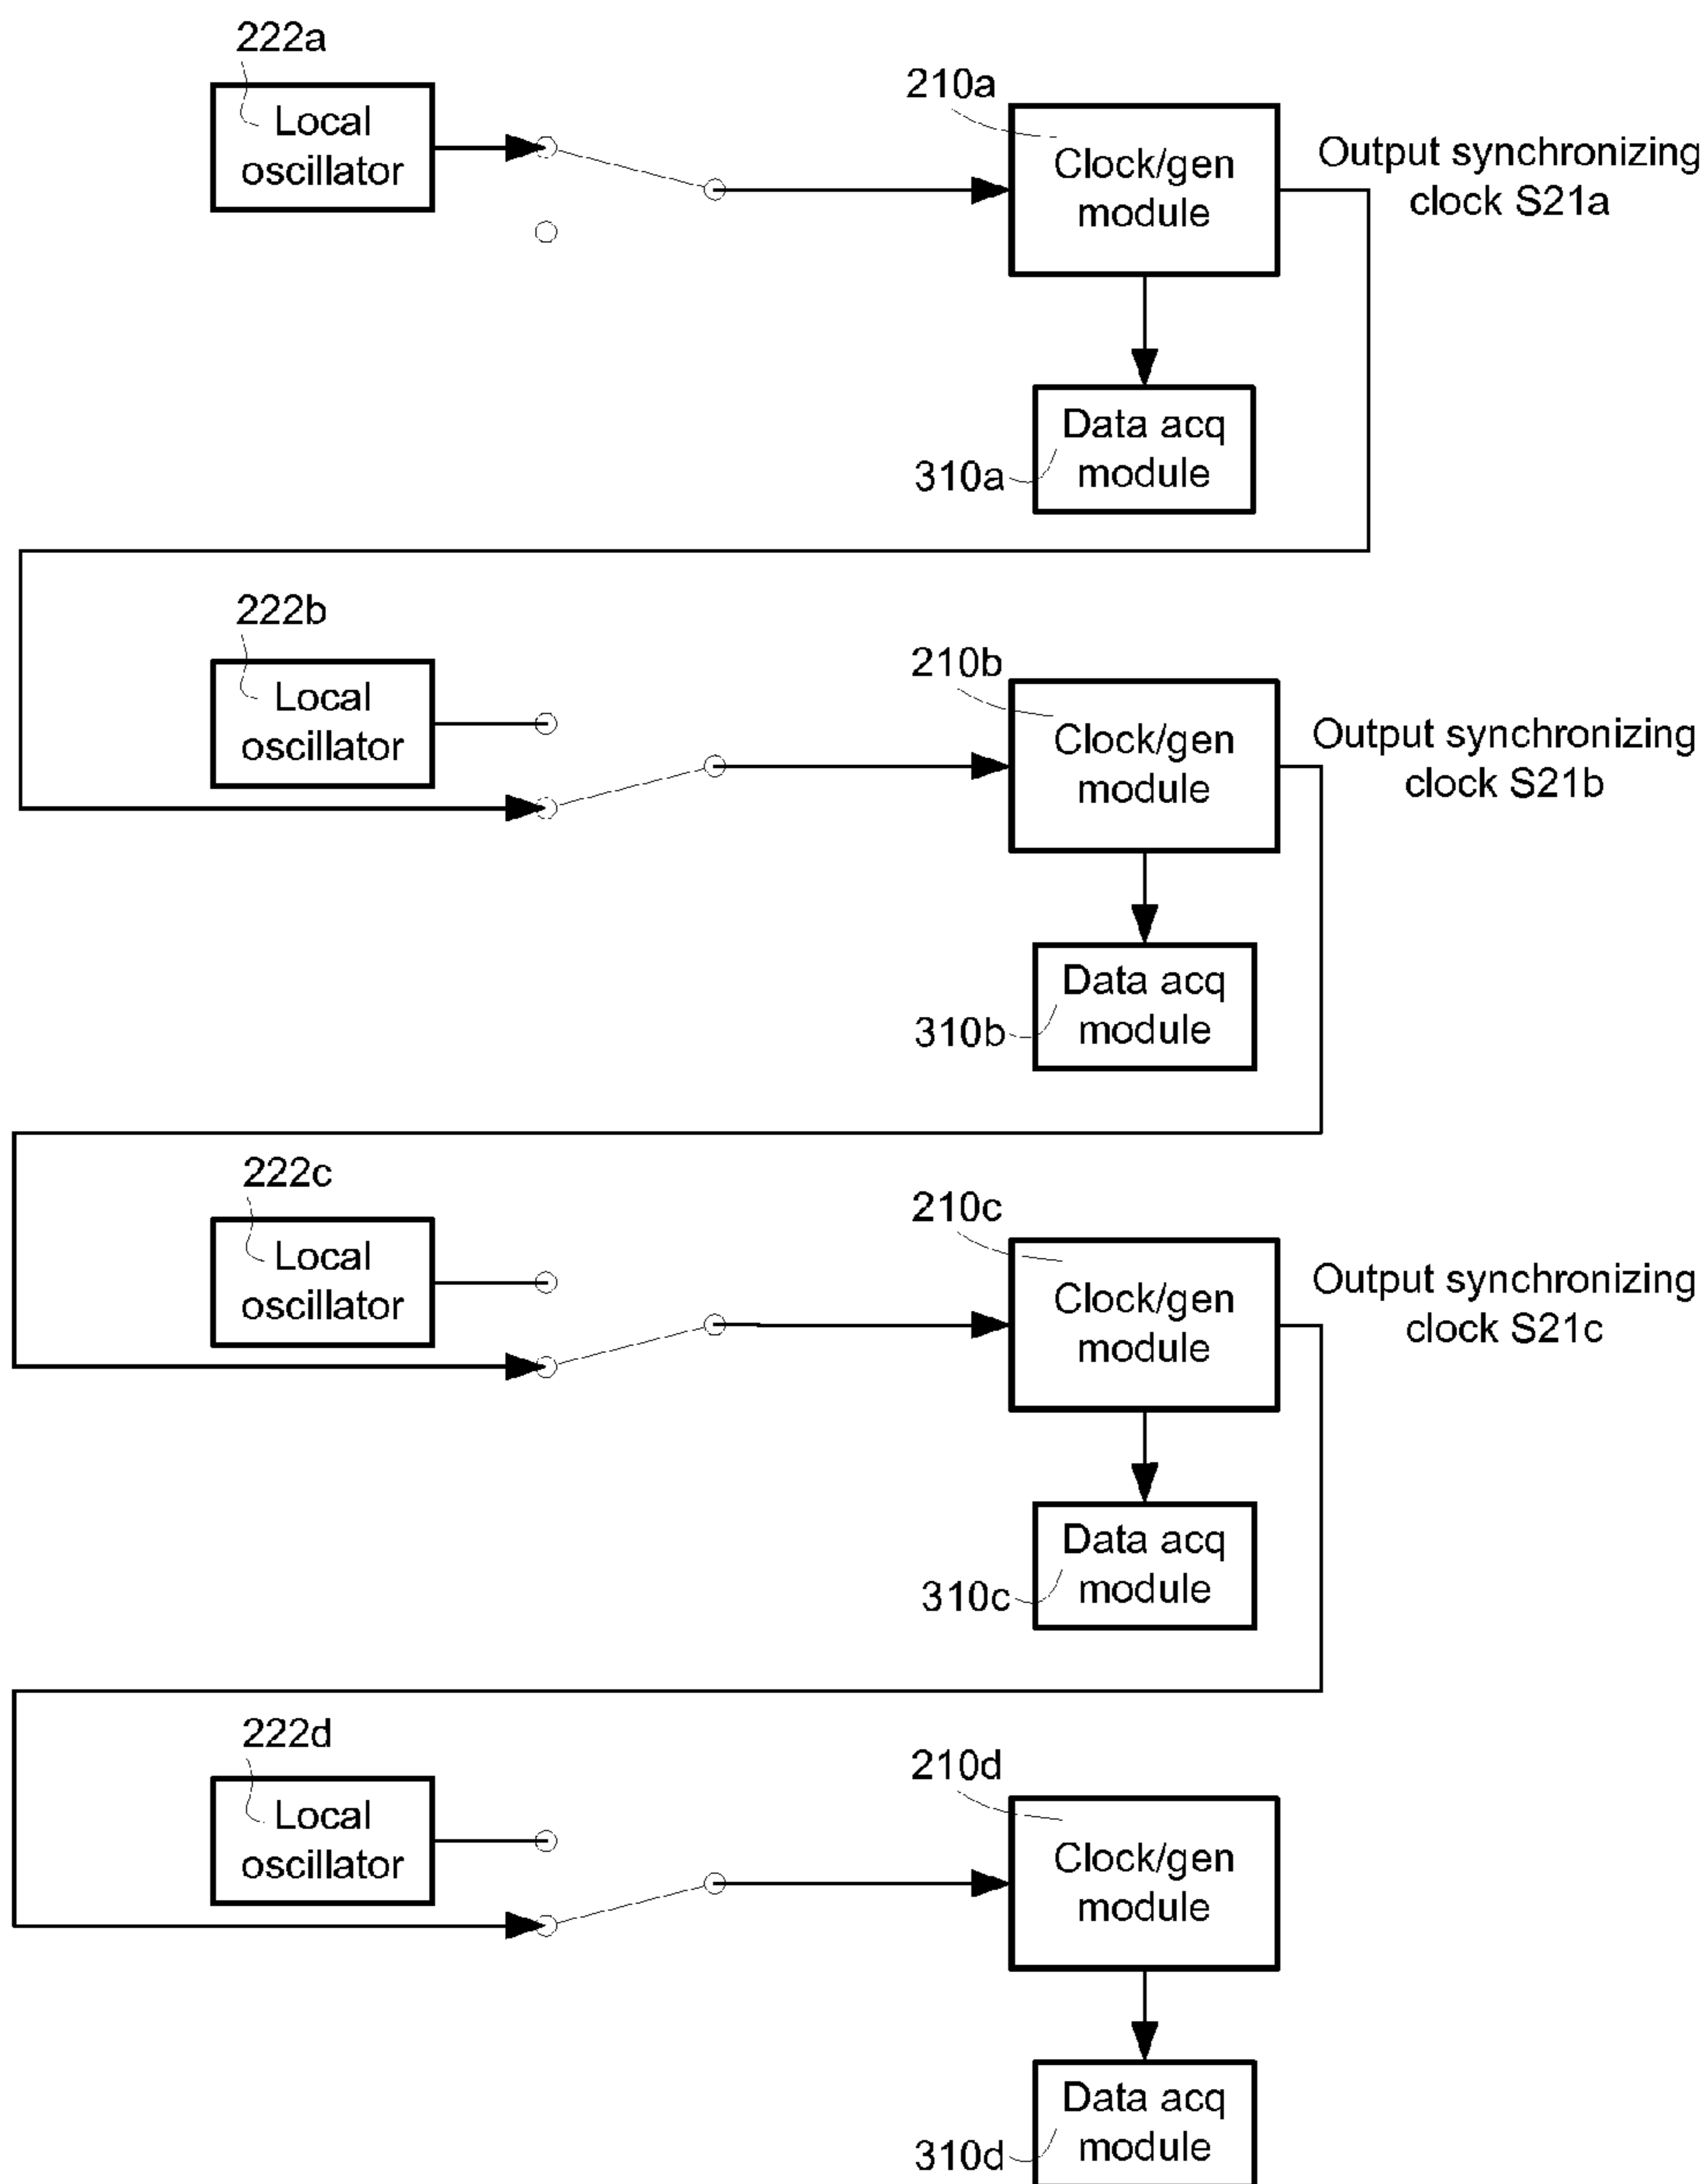 222a
Local
oscillator
210a
Clock/gen
module
Output synchronizing
clock S21a
Data acq
module
310a
222b
Local
oscillator
210b
Clock/gen
module
Output synchronizing
clock S21b
Data acq
module
310b
222c
Local
oscillator
210c
Clock/gen
module
Output synchronizing
clock S21c
Data acq
module
310c
222d
Local
oscillator
210d
Clock/gen
module
Data acq
module
310d